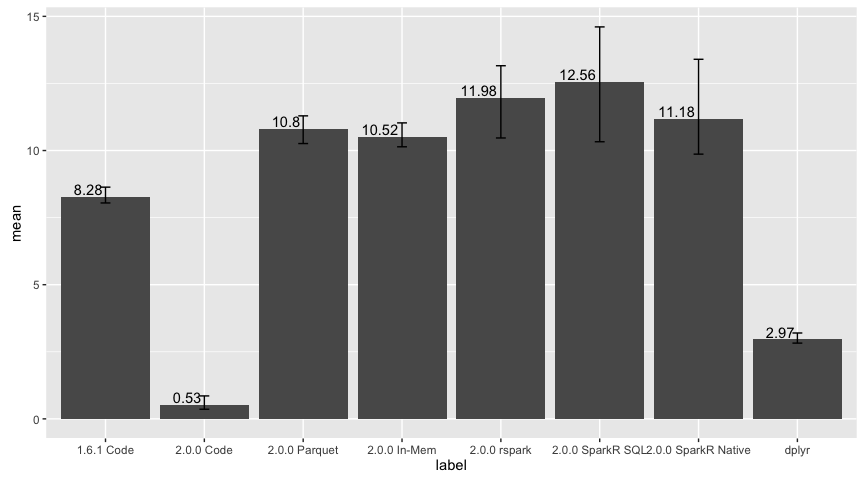 15
10
5
0
mean
8.28
0.53
10.8
10.52
11.98
12.56
11.18
2.97
1.6.1 Code
2.0.0 Code
2.0.0 Parquet
2.0.0 In-Mem
2.0.0 rspark
2.0.0 SparkR SQL
2.0.0 SparkR Native
dplyr
label